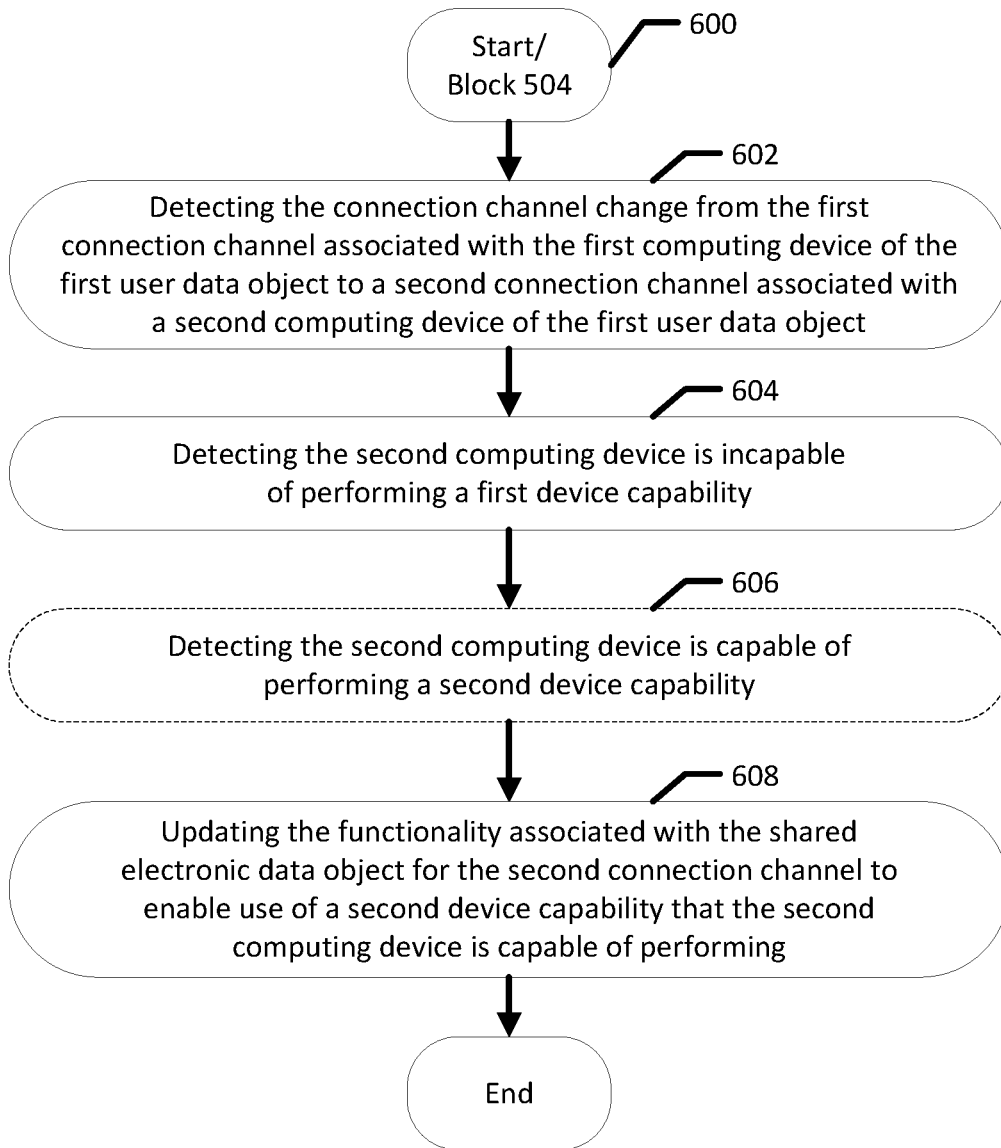 600
Start/
Block 504
602
Detecting the connection channel change from the first
connection channel associated with the first computing device of the
first user data object to a second connection channel associated with
a second computing device of the first user data object
604
Detecting the second computing device is incapable
of performing a first device capability
606
Detecting the second computing device is capable of
performing a second device capability
608
Updating the functionality associated with the shared
electronic data object for the second connection channel to
enable use of a second device capability that the second
computing device is capable of performing
End